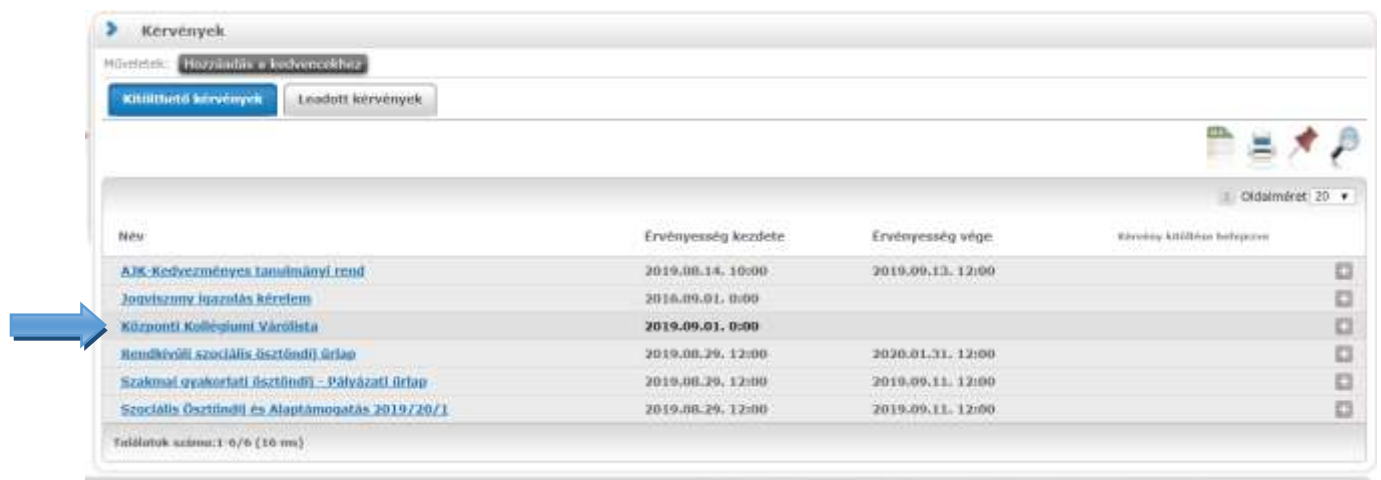 Kérvények
Műveletek: Hozzáadás a kedvencekhez
Kitölthető kérvények Leadott kérvények
Oldalméret 20
Név Érvényesség kezdete Érvényesség vége Kérvény kitöltése befejezve
AJK-Kedvezményes tanulmányi rend 2019.08.14. 10:00 2019.09.13. 12:00
Jogviszony igazolás kérelem 2016.09.01. 0:00
Központi Kollégiumi Várólista 2019.09.01. 0:00
Rendkívüli szociális ösztöndíj űrlap 2019.08.29. 12:00 2020.01.31. 12:00
Szakmai gyakorlati ösztöndíj - Pályázati űrlap 2019.08.29. 12:00 2019.09.11. 12:00
Szociális Ösztöndíj és Alaptámogatás 2019/20/1 2019.08.29. 12:00 2019.09.11. 12:00
Találatok száma:1-6/6 (16 ms)